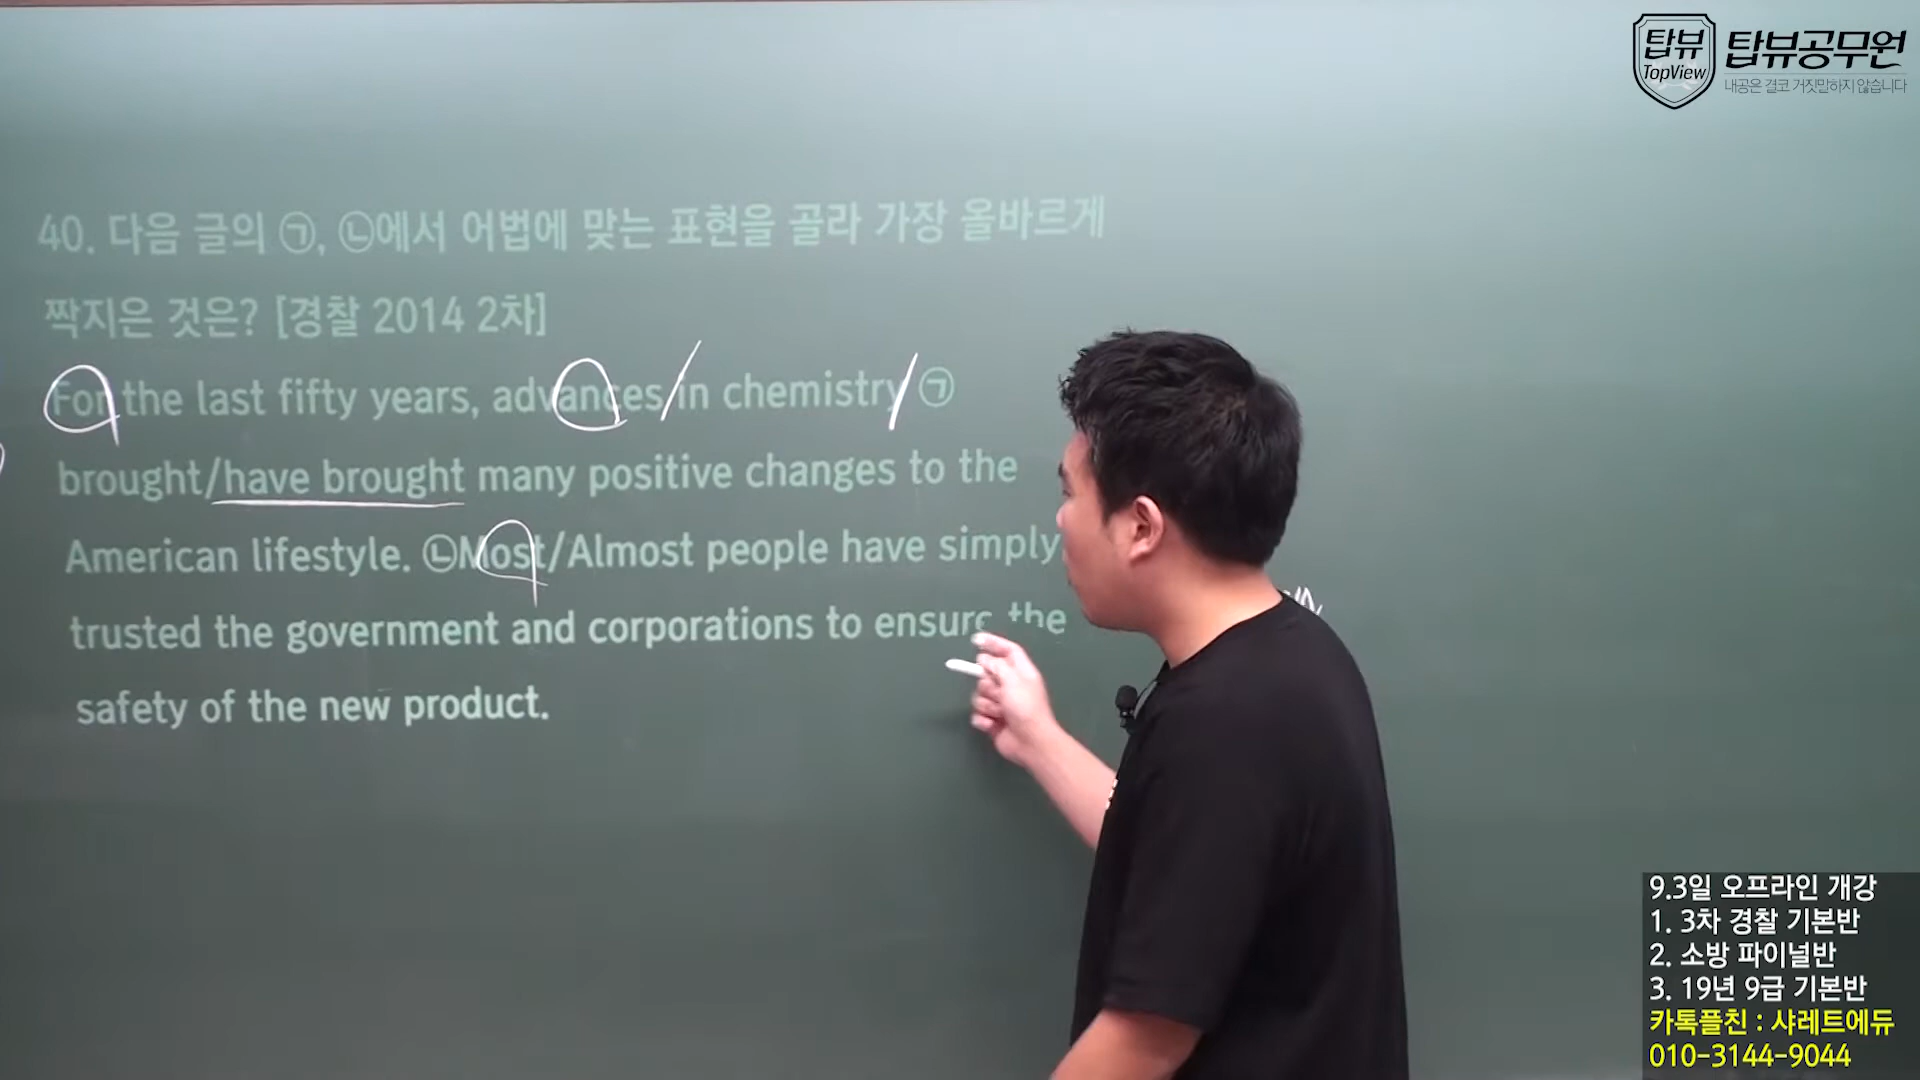 탑뷰
TopView
탑뷰공무원
내공은 결코 거짓말하지 않습니다
40. 다음 글의 ㉠, ㉡에서 어법에 맞는 표현을 골라 가장 올바르게
짝지은 것은? [경찰 2014 2차]
For the last fifty years, advances in chemistry ㉠
brought/have brought many positive changes to the
American lifestyle. ㉡Most/Almost people have simply
trusted the government and corporations to ensure the
safety of the new product.
9.3일 오프라인 개강
1. 3차 경찰 기본반
2. 소방 파이널반
3. 19년 9급 기본반
카톡플친 : 샤레트에듀
010-3144-9044